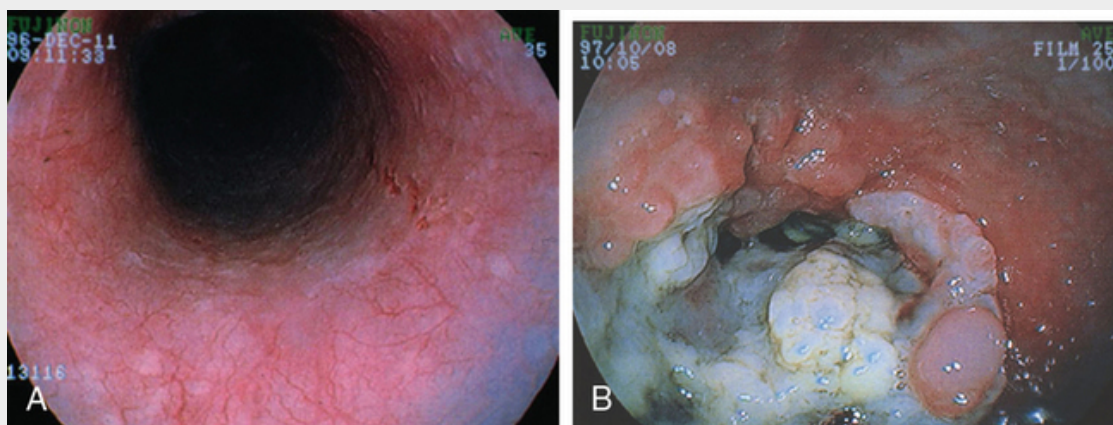 FUJINON
96-DEC-11
09:11:33
AVE
35
13116
A
FUJINON
97/10/08
10:05
AVE
FILM 25
1/100
B